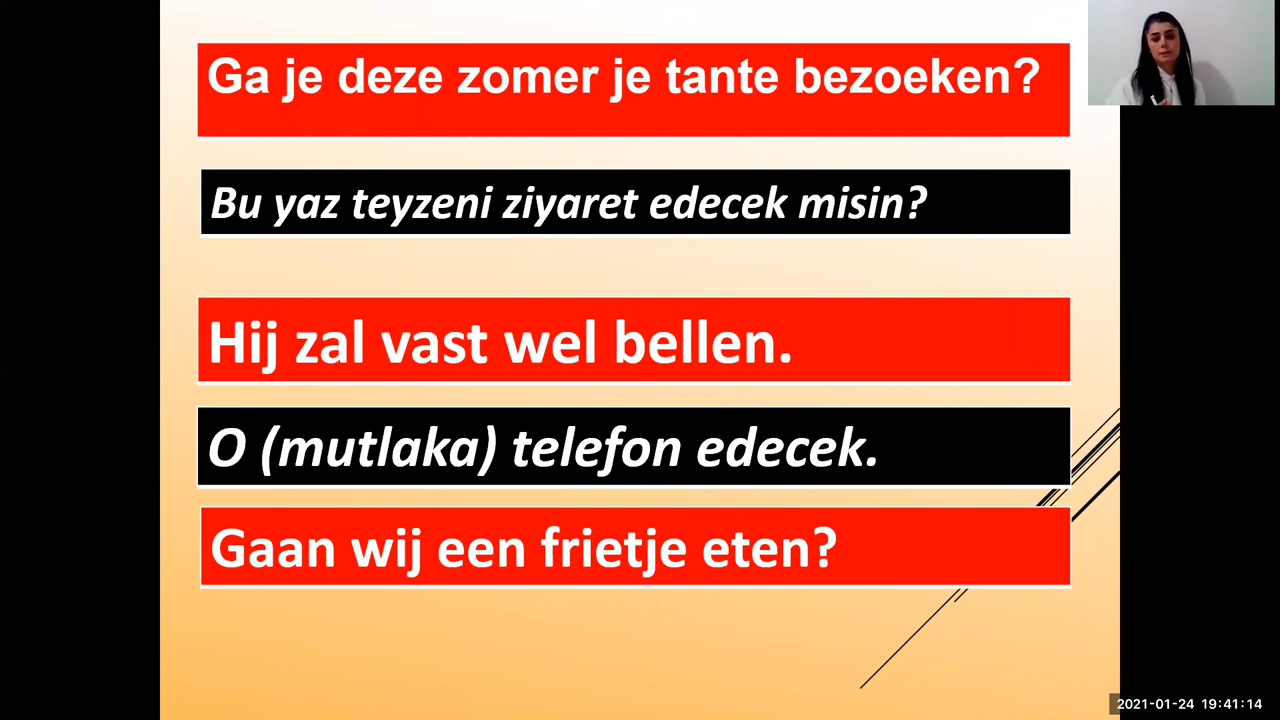 Ga je deze zomer je tante bezoeken?
Bu yaz teyzeni ziyaret edecek misin?
Hij zal vast wel bellen.
O (mutlaka) telefon edecek.
Gaan wij een frietje eten?
2021-01-24 19:41:14